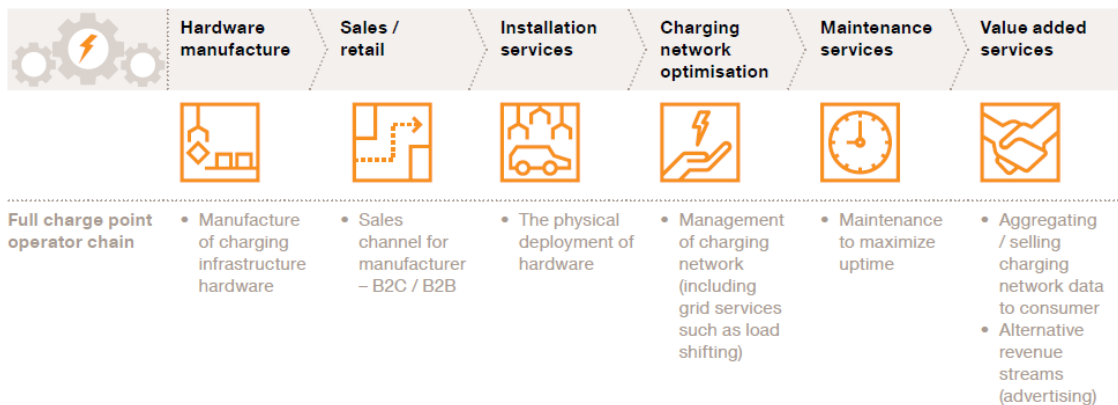 Hardware
manufacture
Sales /
retail
Installation
services
Charging
network
optimisation
Maintenance
services
Value added
services
Full charge point
operator chain
• Manufacture
of charging
infrastructure
hardware
• Sales
channel for
manufacturer
– B2C / B2B
• The physical
deployment of
hardware
• Management
of charging
network
(including
grid services
such as load
shifting)
• Maintenance
to maximize
uptime
• Aggregating
/ selling
charging
network data
to consumer
• Alternative
revenue
streams
(advertising)